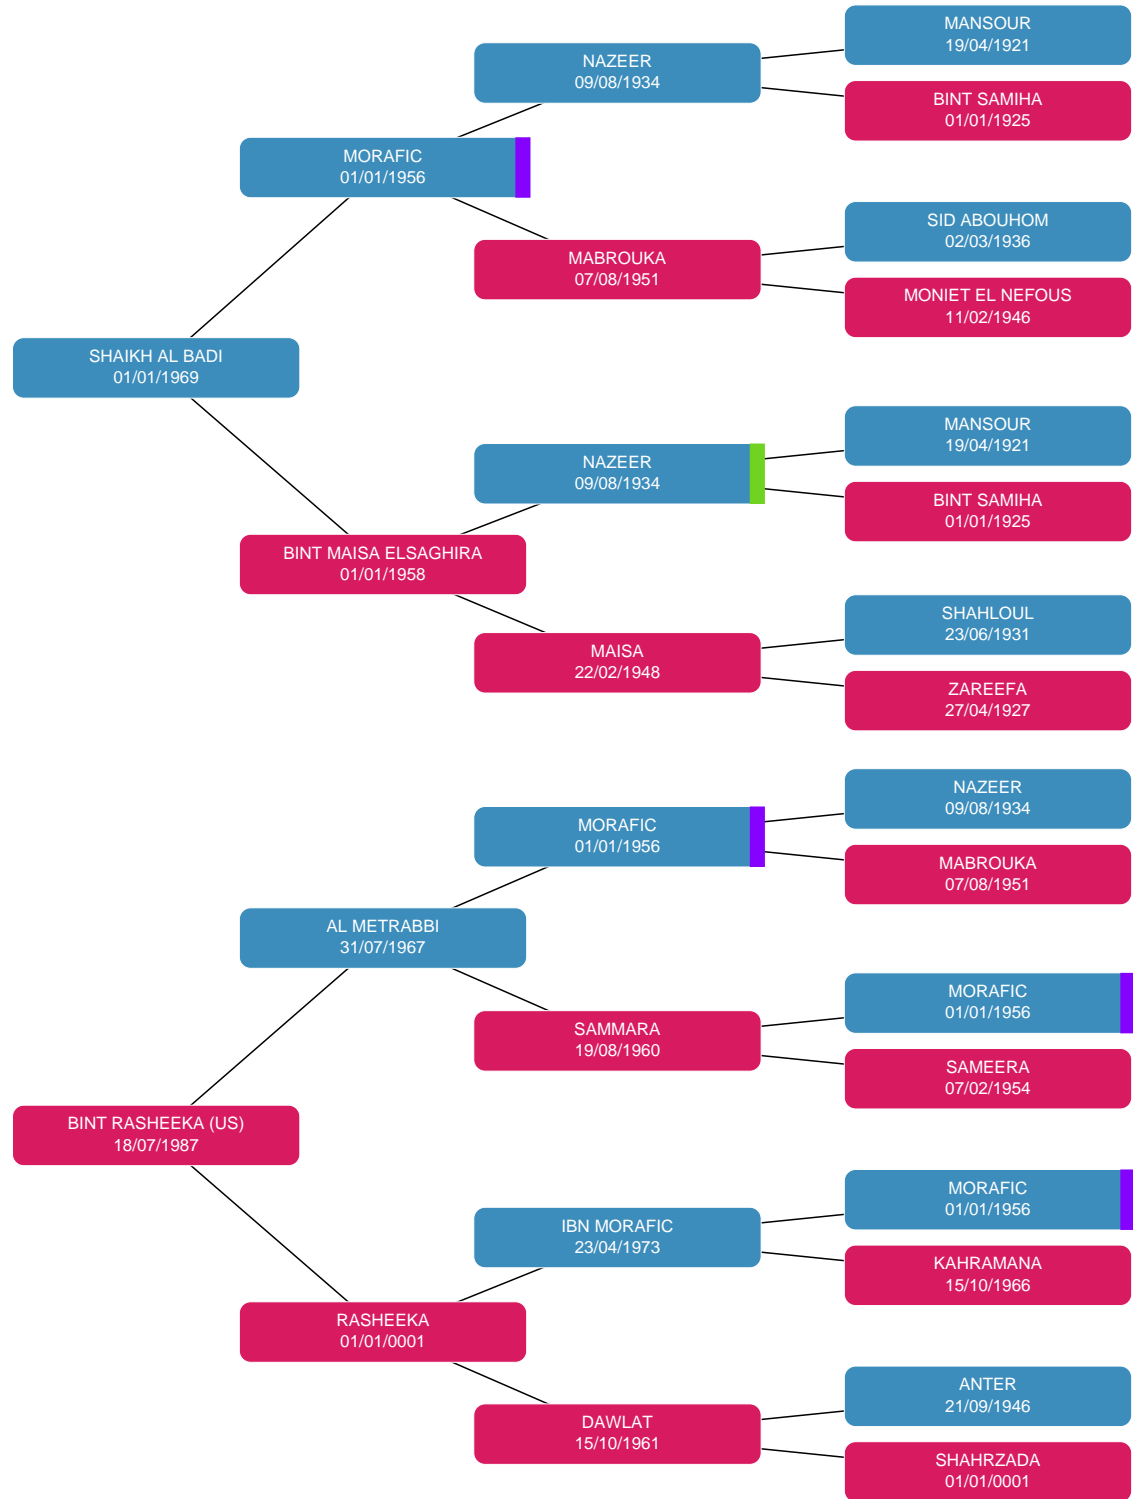 MANSOUR
19/04/1921
NAZEER
09/08/1934
BINT SAMIHA
01/01/1925
MORAFIC
01/01/1956
SID ABOUHOM
02/03/1936
MABROUKA
07/08/1951
MONIET EL NEFOUS
11/02/1946
SHAIKH AL BADI
01/01/1969
MANSOUR
19/04/1921
NAZEER
09/08/1934
BINT SAMIHA
01/01/1925
BINT MAISA ELSAGHIRA
01/01/1958
SHAHLOUL
23/06/1931
MAISA
22/02/1948
ZAREEFA
27/04/1927
NAZEER
09/08/1934
MORAFIC
01/01/1956
MABROUKA
07/08/1951
AL METRABBI
31/07/1967
MORAFIC
01/01/1956
SAMMARA
19/08/1960
SAMEERA
07/02/1954
BINT RASHEEKA (US)
18/07/1987
MORAFIC
01/01/1956
IBN MORAFIC
23/04/1973
KAHRAMANA
15/10/1966
RASHEEKA
01/01/0001
ANTER
21/09/1946
DAWLAT
15/10/1961
SHAHRZADA
01/01/0001